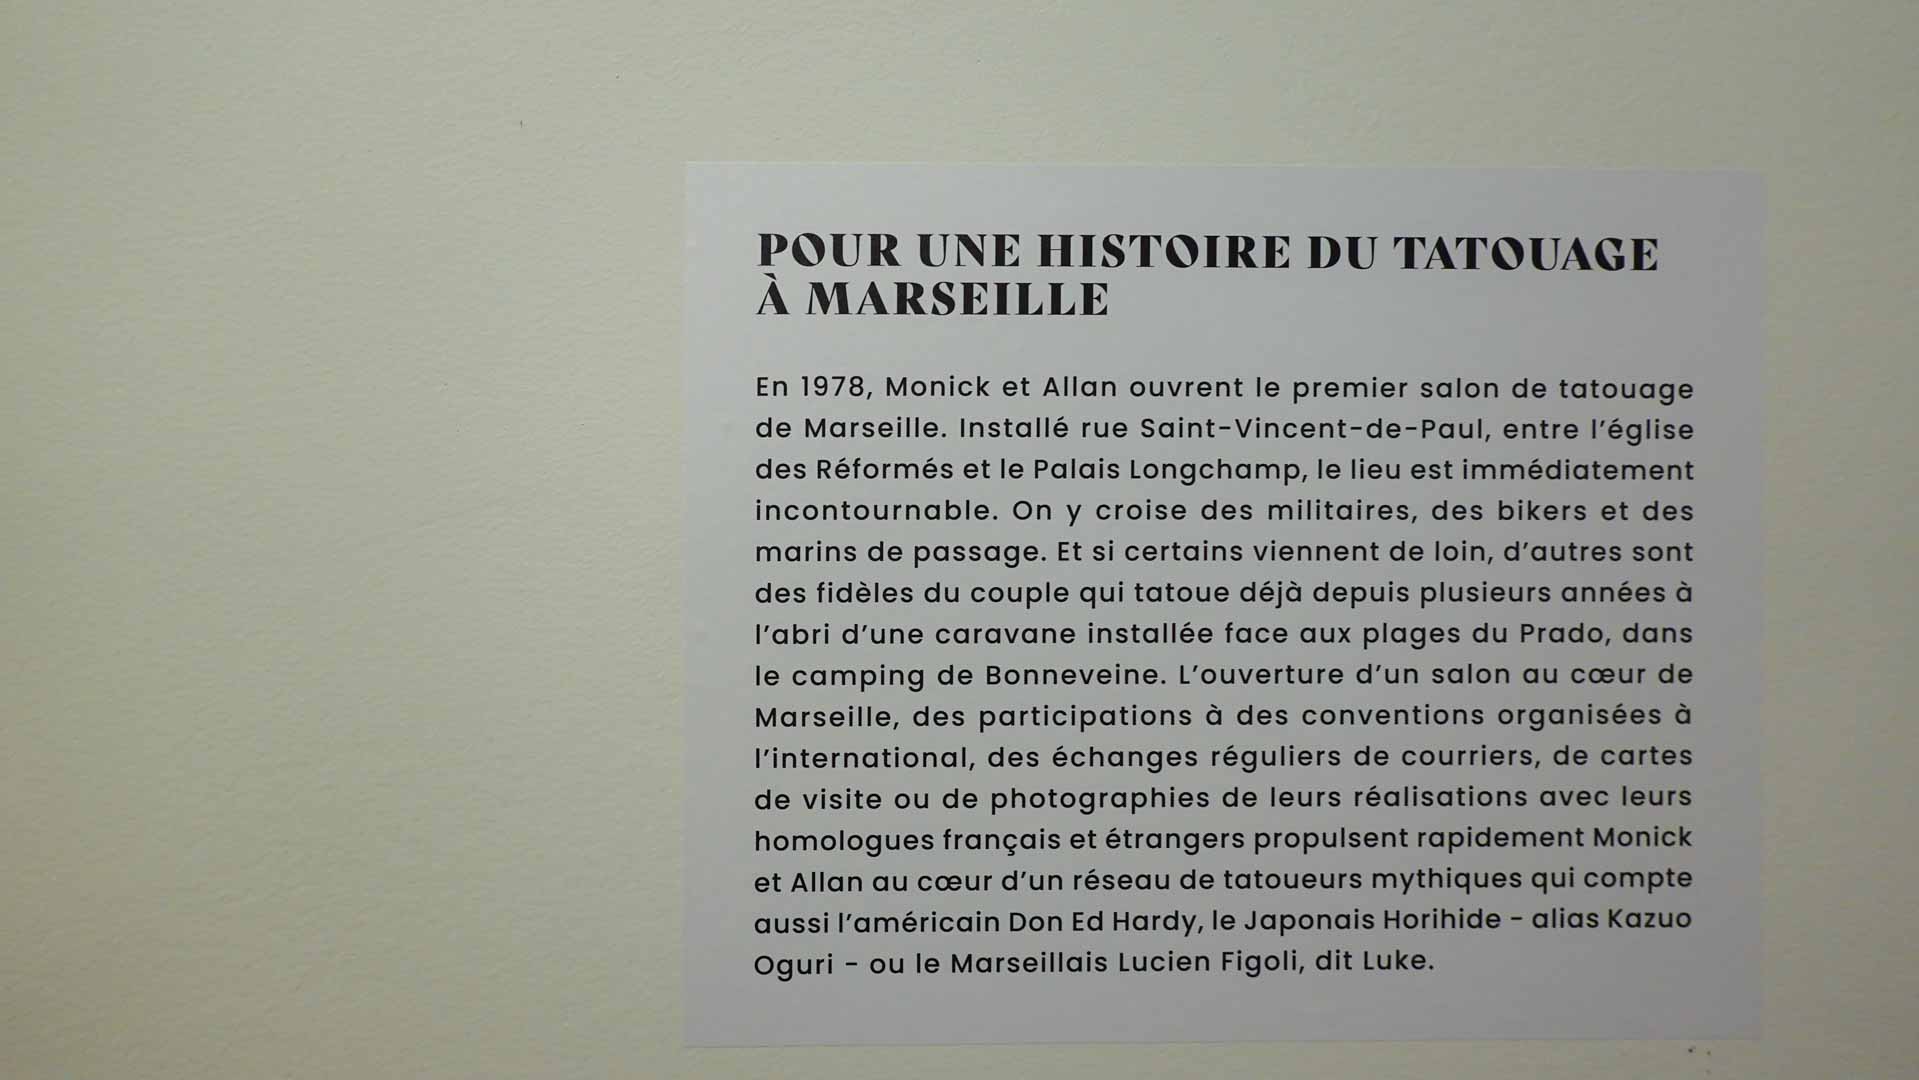 POUR UNE HISTOIRE DU TATOUAGE
À MARSEILLE
En 1978, Monick et Allan ouvrent le premier salon de tatouage
de Marseille. Installé rue Saint-Vincent-de-Paul, entre l’église
des Réformés et le Palais Longchamp, le lieu est immédiatement
incontournable. On y croise des militaires, des bikers et des
marins de passage. Et si certains viennent de loin, d’autres sont
des fidèles du couple qui tatoue déjà depuis plusieurs années à
l’abri d’une caravane installée face aux plages du Prado, dans
le camping de Bonneveine. L’ouverture d’un salon au cœur de
Marseille, des participations à des conventions organisées à
l’international, des échanges réguliers de courriers, de cartes
de visite ou de photographies de leurs réalisations avec leurs
homologues français et étrangers propulsent rapidement Monick
et Allan au cœur d’un réseau de tatoueurs mythiques qui compte
aussi l’américain Don Ed Hardy, le Japonais Horihide - alias Kazuo
Oguri - ou le Marseillais Lucien Figoli, dit Luke.